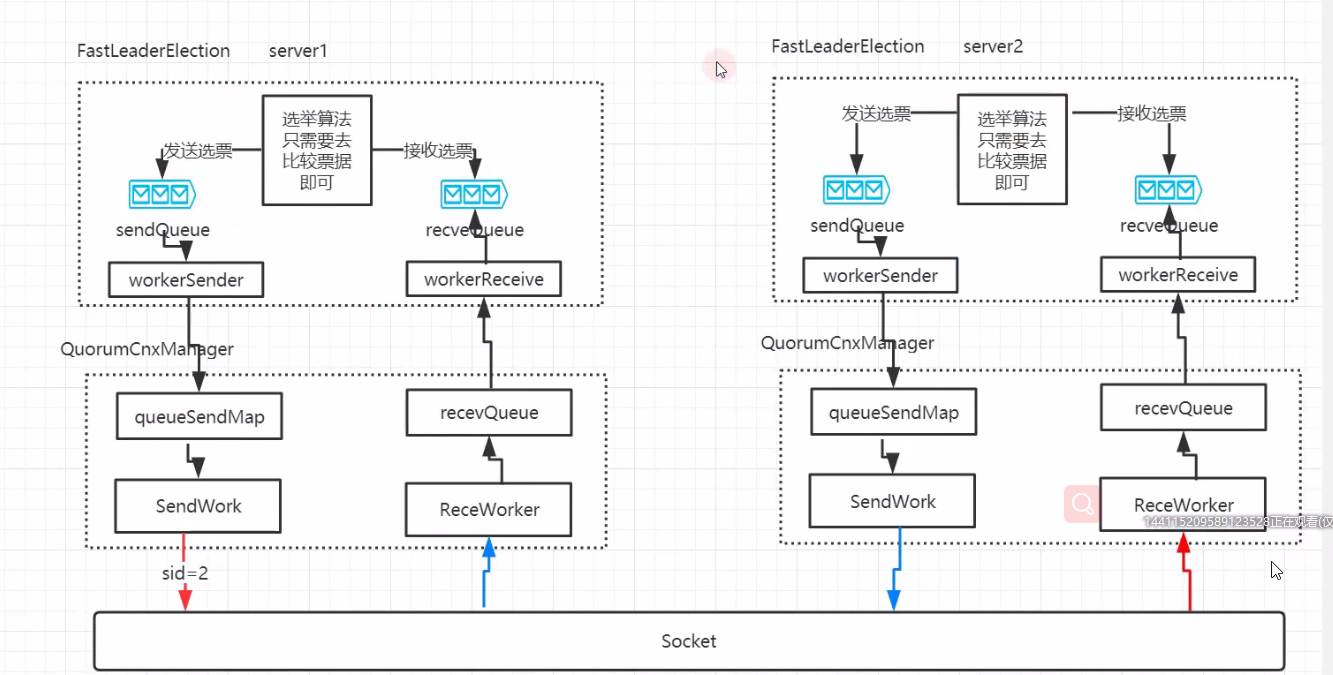 FastLeaderElection server1
选举算法
只需要去
比较票据
即可
发送选票
接收选票
sendQueue
recveQueue
workerSender
workerReceive
QuorumCnxManager
queueSendMap
recevQueue
SendWork
ReceWorker
sid=2
FastLeaderElection server2
选举算法
只需要去
比较票据
即可
发送选票
接收选票
sendQueue
recveQueue
workerSender
workerReceive
QuorumCnxManager
queueSendMap
recevQueue
SendWork
ReceWorker
144115209589123528正在观看(仅
Socket